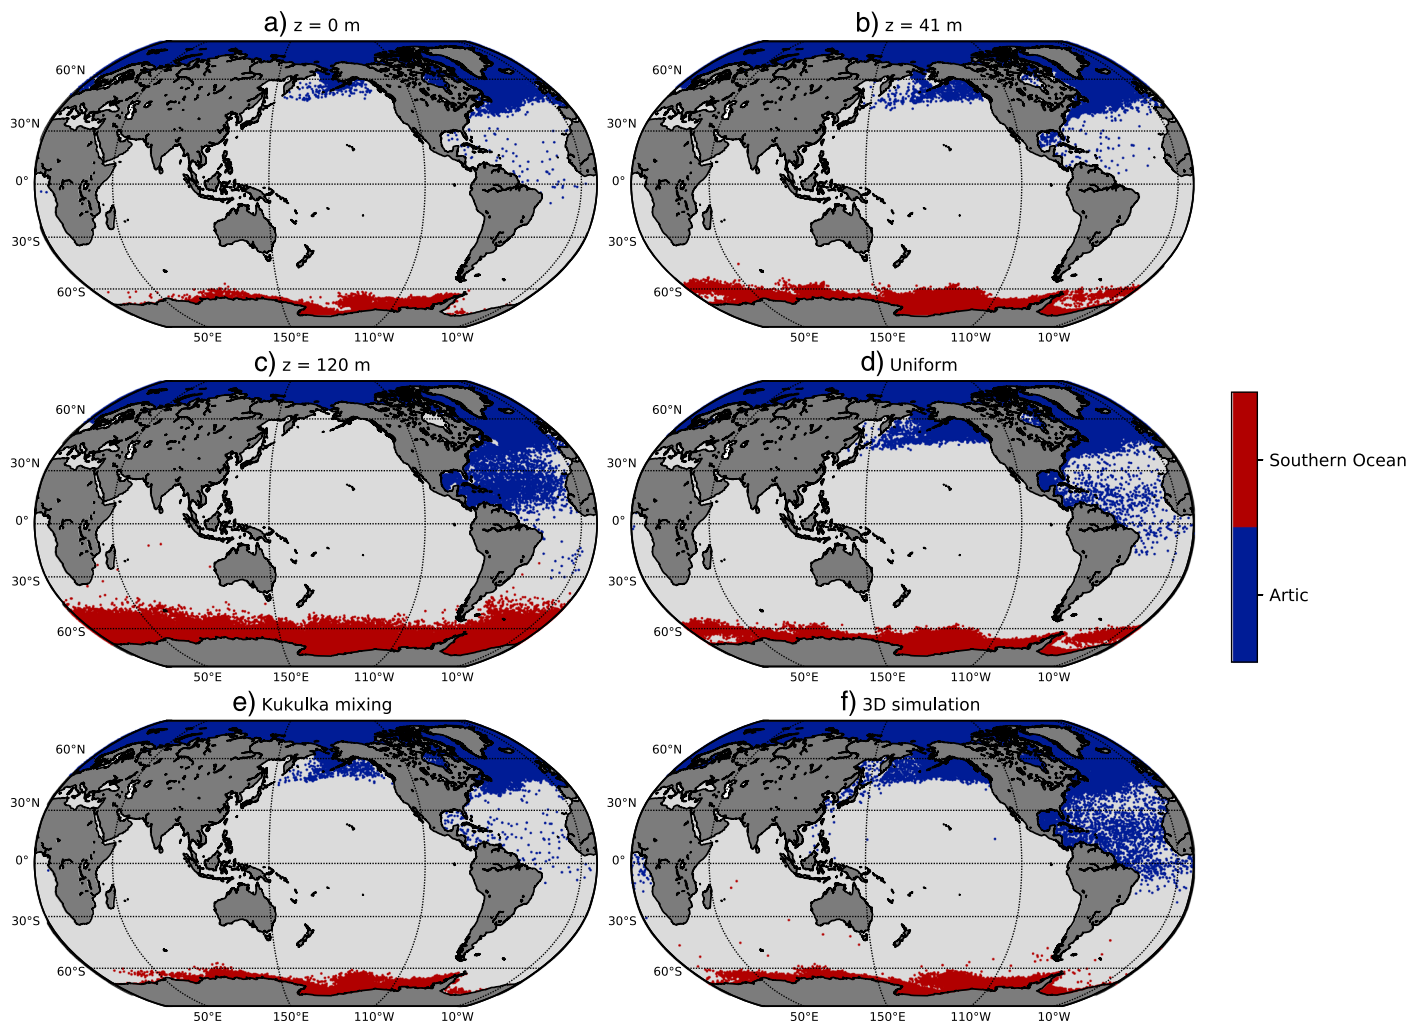 a) z = 0 m
60°N
30°N
0°
30°S
60°S
50°E 150°E 110°W 10°W
b) z = 41 m
60°N
30°N
0°
30°S
60°S
50°E 150°E 110°W 10°W
c) z = 120 m
60°N
30°N
0°
30°S
60°S
50°E 150°E 110°W 10°W
d) Uniform
60°N
30°N
0°
30°S
60°S
50°E 150°E 110°W 10°W
Southern Ocean
Artic
e) Kukulka mixing
60°N
30°N
0°
30°S
60°S
50°E 150°E 110°W 10°W
f) 3D simulation
60°N
30°N
0°
30°S
60°S
50°E 150°E 110°W 10°W